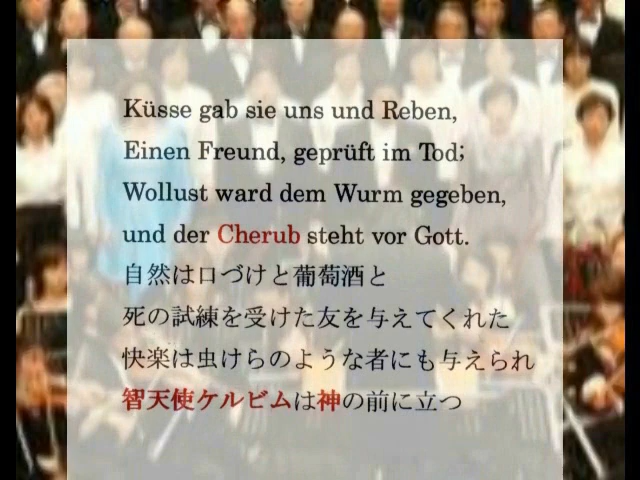 Küsse gab sie uns und Reben,
Einen Freund, geprüft im Tod;
Wollust ward dem Wurm gegeben,
und der Cherub steht vor Gott.
自然は口づけと葡萄酒と
死の試練を受けた友を与えてくれた
快楽は虫けらのような者にも与えられ
智天使ケルビムは神の前に立つ